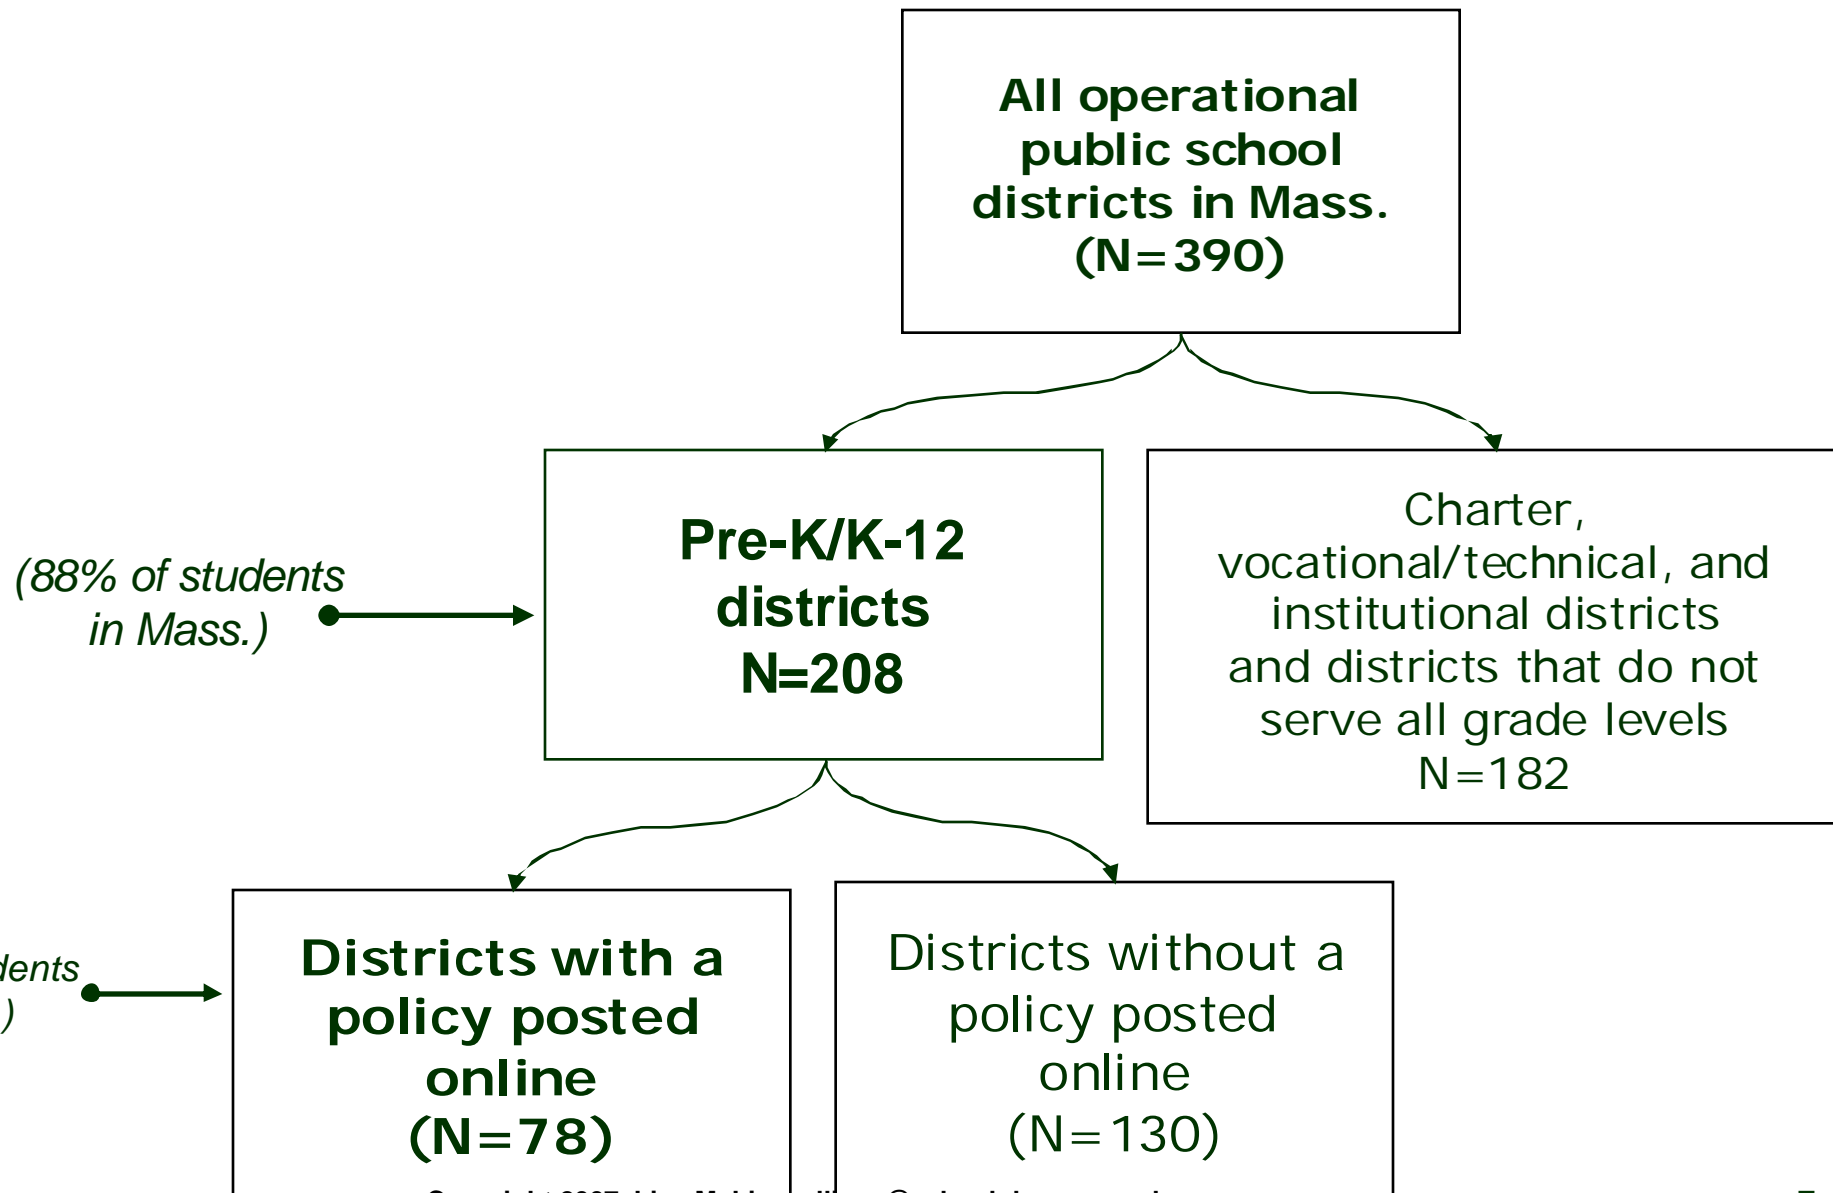 All operational
public school
districts in Mass.
(N=390)
(88% of students
in Mass.)
Pre-K/K-12
districts
N=208
Charter,
vocational/technical, and
institutional districts
and districts that do not
serve all grade levels
N=182
)
Districts with a
policy posted
online
(N=78)
Districts without a
policy posted
online
(N=130)